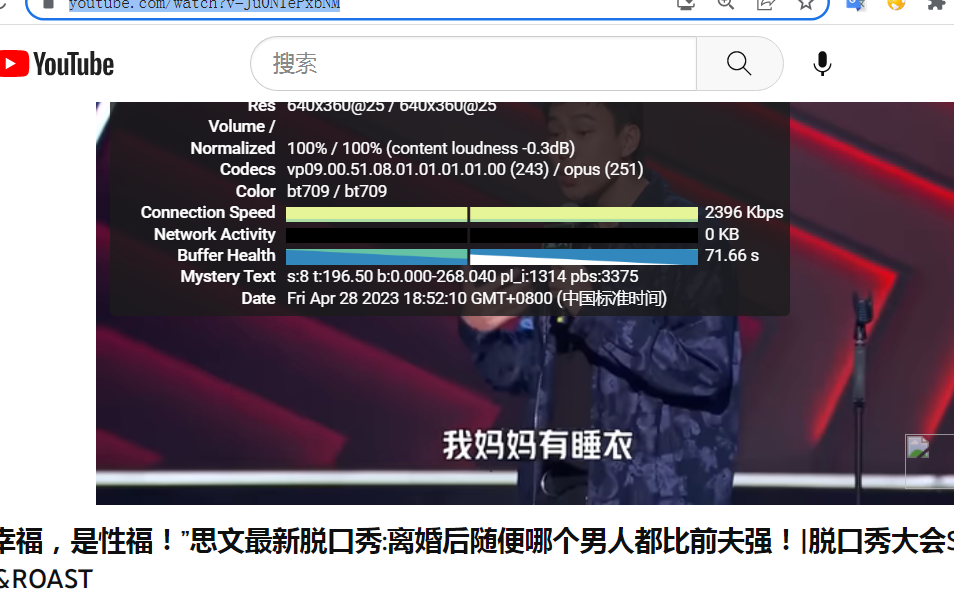 YouTube
搜索
Res 640x360@25 / 640x360@25
Volume /
Normalized 100% / 100% (content loudness -0.3dB)
Codecs vp09.00.51.08.01.01.01.01.00 (243) / opus (251)
Color bt709 / bt709
Connection Speed 2396 Kbps
Network Activity 0 KB
Buffer Health 71.66 s
Mystery Text s:8 t:196.50 b:0.000-268.040 pl_i:1314 pbs:3375
Date Fri Apr 28 2023 18:52:10 GMT+0800 (中国标准时间)
我妈妈有睡衣
幸福，是性福！”思文最新脱口秀:离婚后随便哪个男人都比前夫强！|脱口秀大会
&ROAST